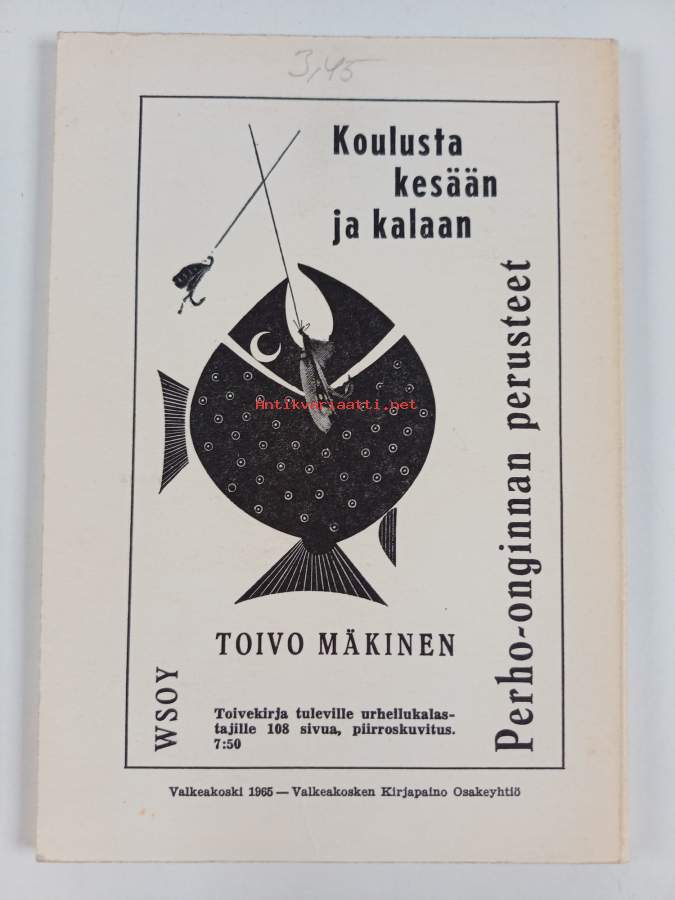 3,45
Koulusta
kesään
ja kalaan
Perho-onginnan perusteet
Antikvariaatti.net
TOIVO MÄKINEN
WSOY
Toivekirja tuleville urheilukalas-
tajille 108 sivua, piirroskuvitus.
7:50
Valkeakoski 1965 — Valkeakosken Kirjapaino Osakeyhtiö